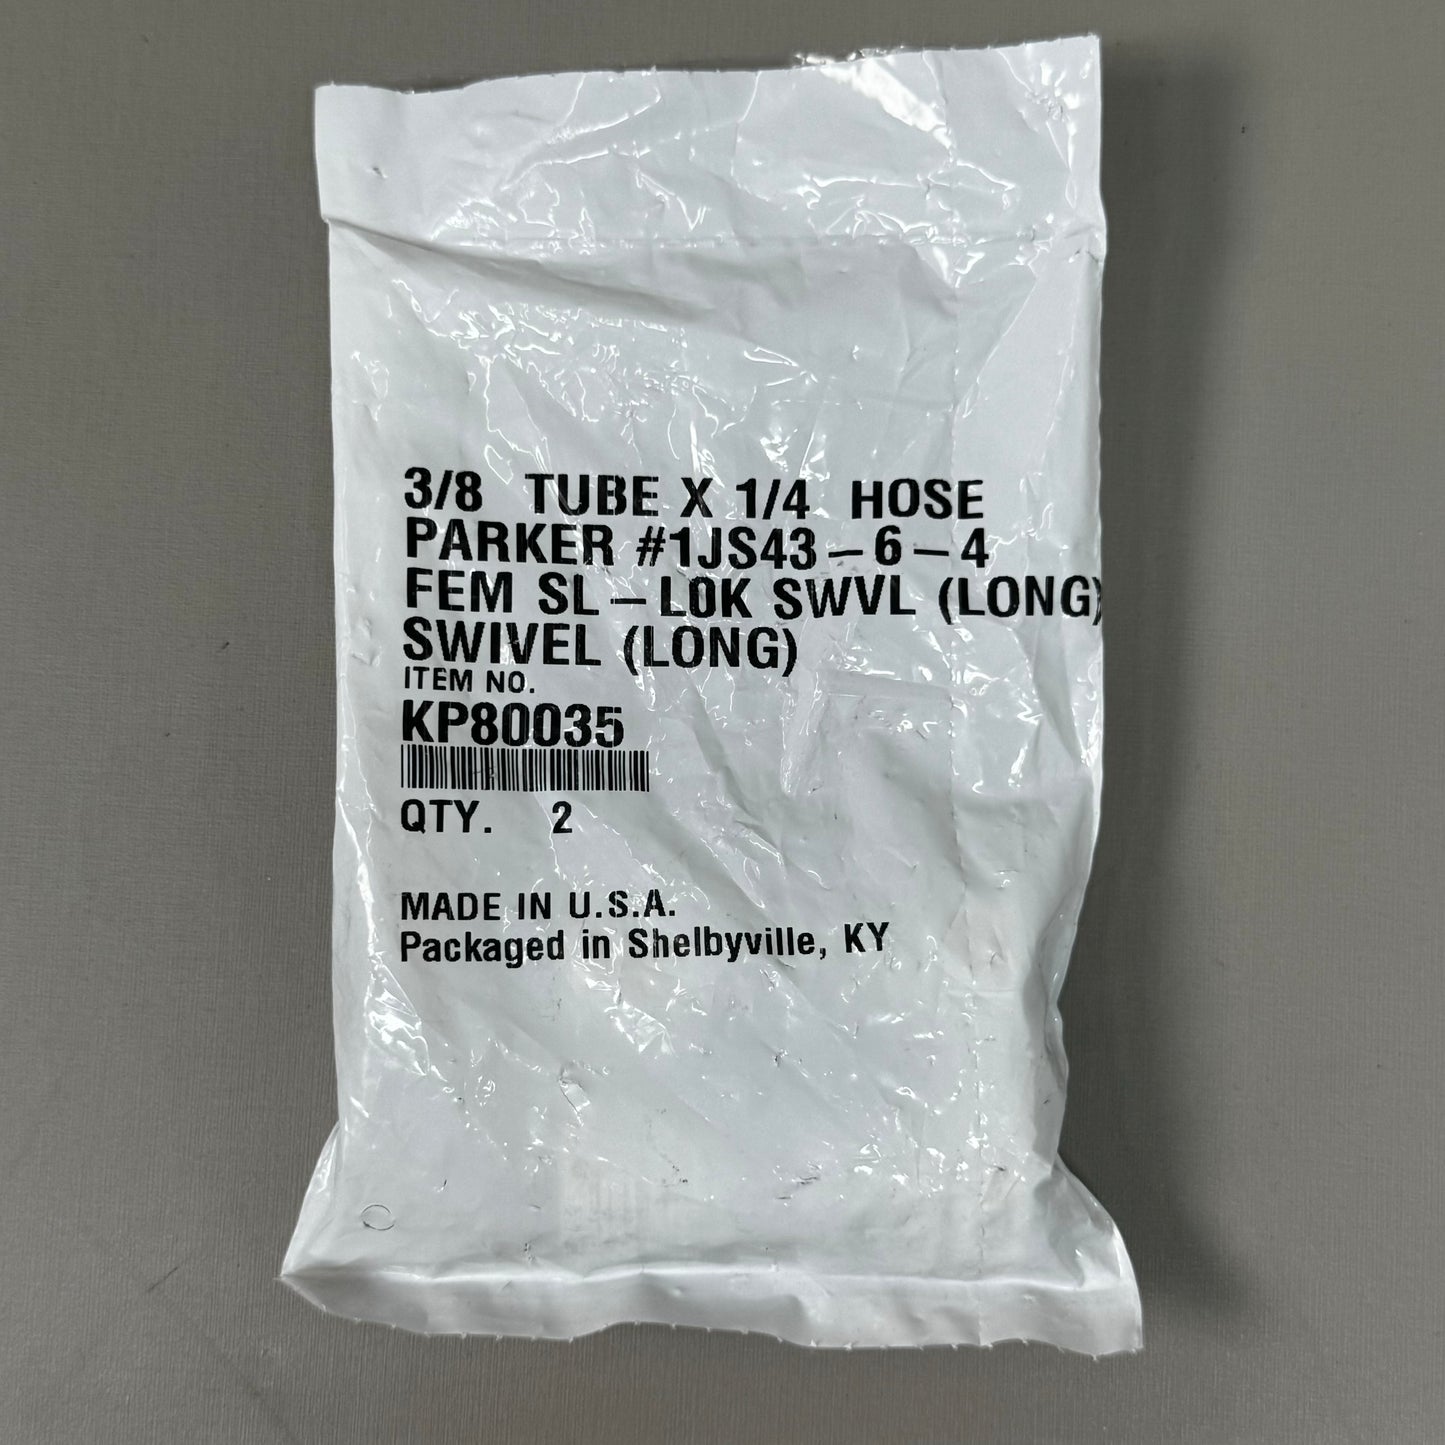 3/8 TUBE X 1/4 HOSE
PARKER #1JS43-6-4
FEM SL-LOK SWVL (LONG)
SWIVEL (LONG)
ITEM NO.
KP80035
QTY. 2
MADE IN U.S.A.
Packaged in Shelbyville, KY